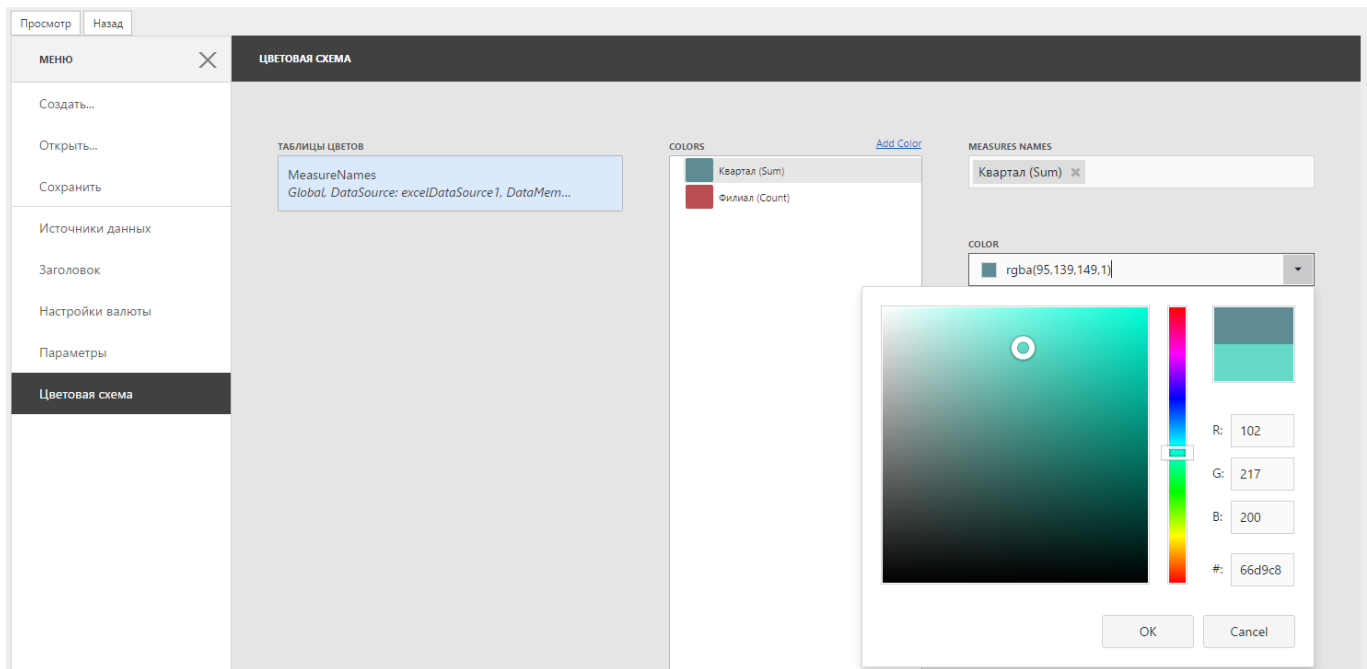 Просмотр Назад
МЕНЮ
ЦВЕТОВАЯ СХЕМА
Создать...
Открыть...
Сохранить
Источники данных
Заголовок
Настройки валюты
Параметры
Цветовая схема
ТАБЛИЦЫ ЦВЕТОВ
MeasureNames
Global, DataSource: excelDataSource1, DataMem...
COLORS
Add Color
Квартал (Sum)
Филиал (Count)
MEASURES NAMES
Квартал (Sum)
COLOR
rgba(95,139,149,1)
R: 102
G: 217
B: 200
#: 66d9c8
OK Cancel